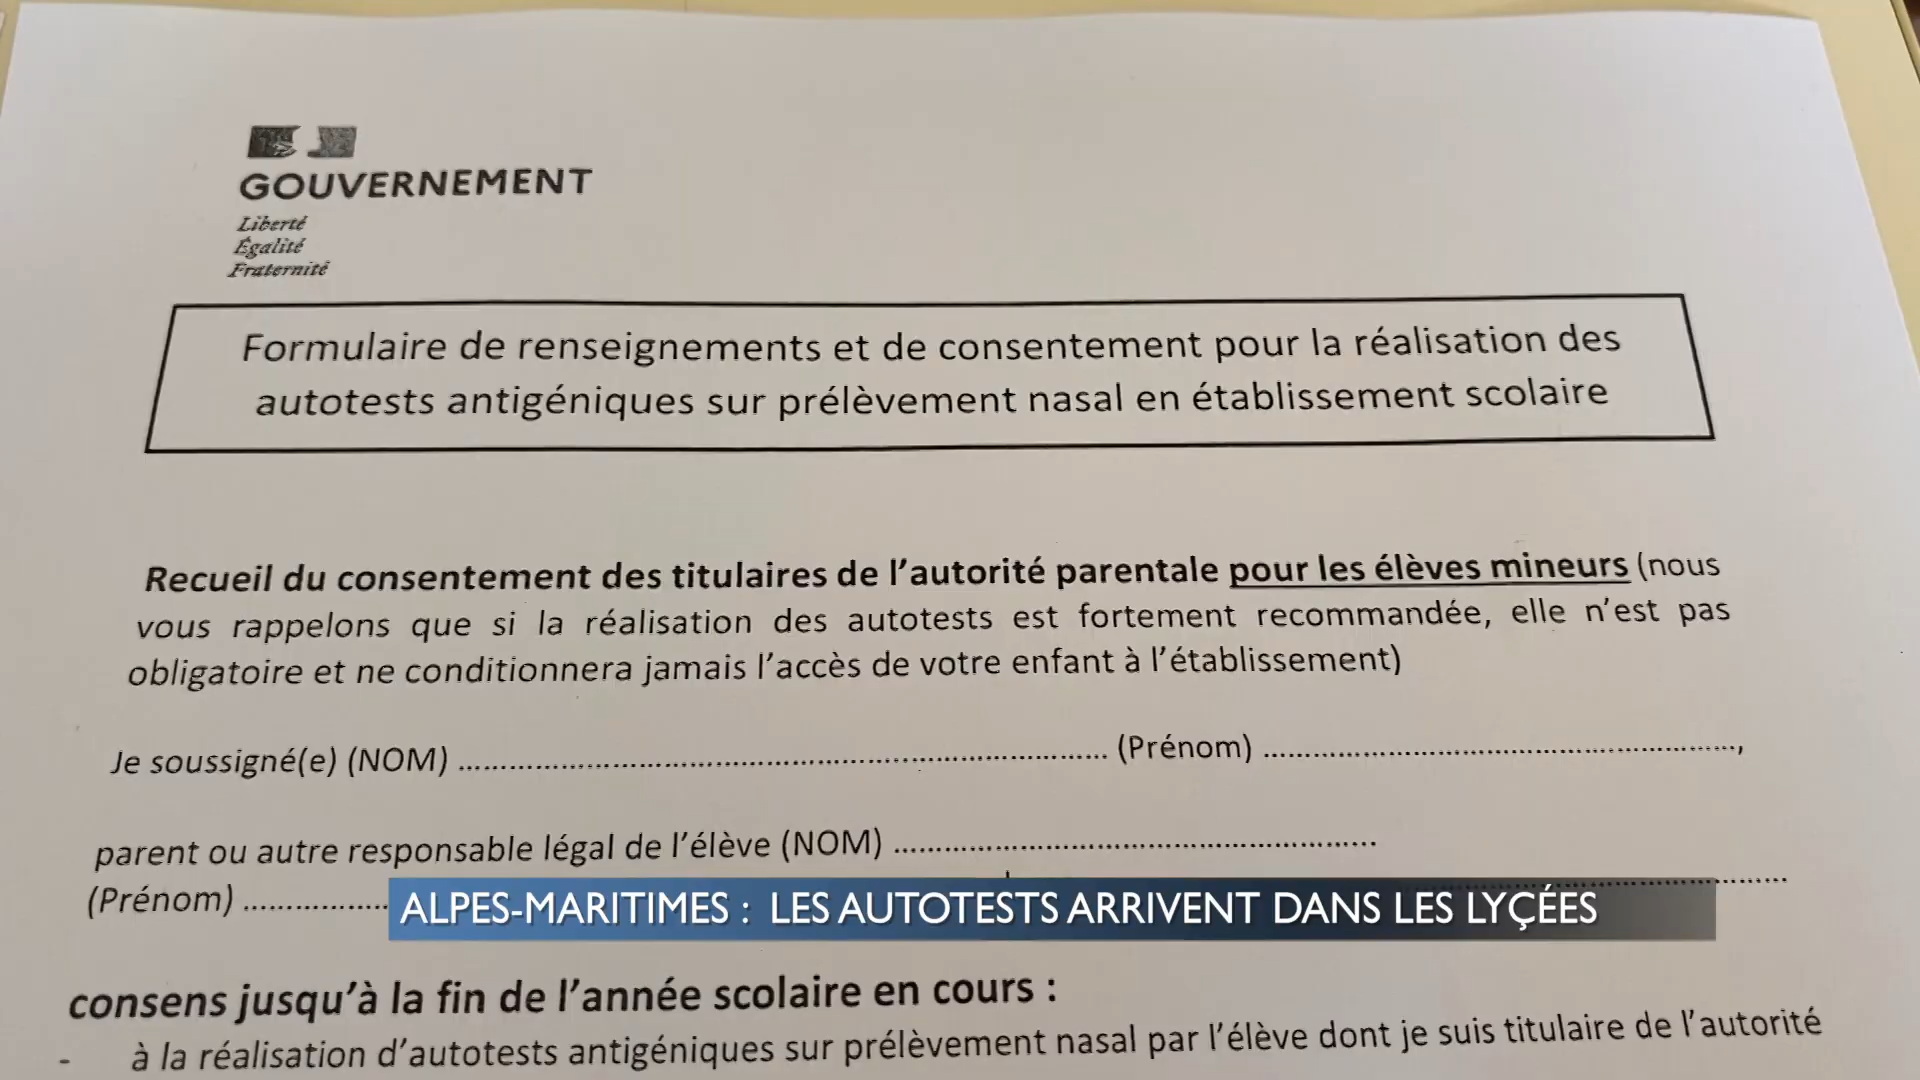 GOUVERNEMENT
Liberté
Égalité
Fraternité
Formulaire de renseignements et de consentement pour la réalisation des
autotests antigéniques sur prélèvement nasal en établissement scolaire
Recueil du consentement des titulaires de l’autorité parentale pour les élèves mineurs (nous
vous rappelons que si la réalisation des autotests est fortement recommandée, elle n’est pas
obligatoire et ne conditionnera jamais l’accès de votre enfant à l’établissement)
Je soussigné(e) (NOM) .................................................................. (Prénom) ................................................,
parent ou autre responsable légal de l’élève (NOM) .................................................
(Prénom) ...............
ALPES-MARITIMES : LES AUTOTESTS ARRIVENT DANS LES LYÇÉES
consens jusqu’à la fin de l’année scolaire en cours :
- à la réalisation d’autotests antigéniques sur prélèvement nasal par l’élève dont je suis titulaire de l’autorité